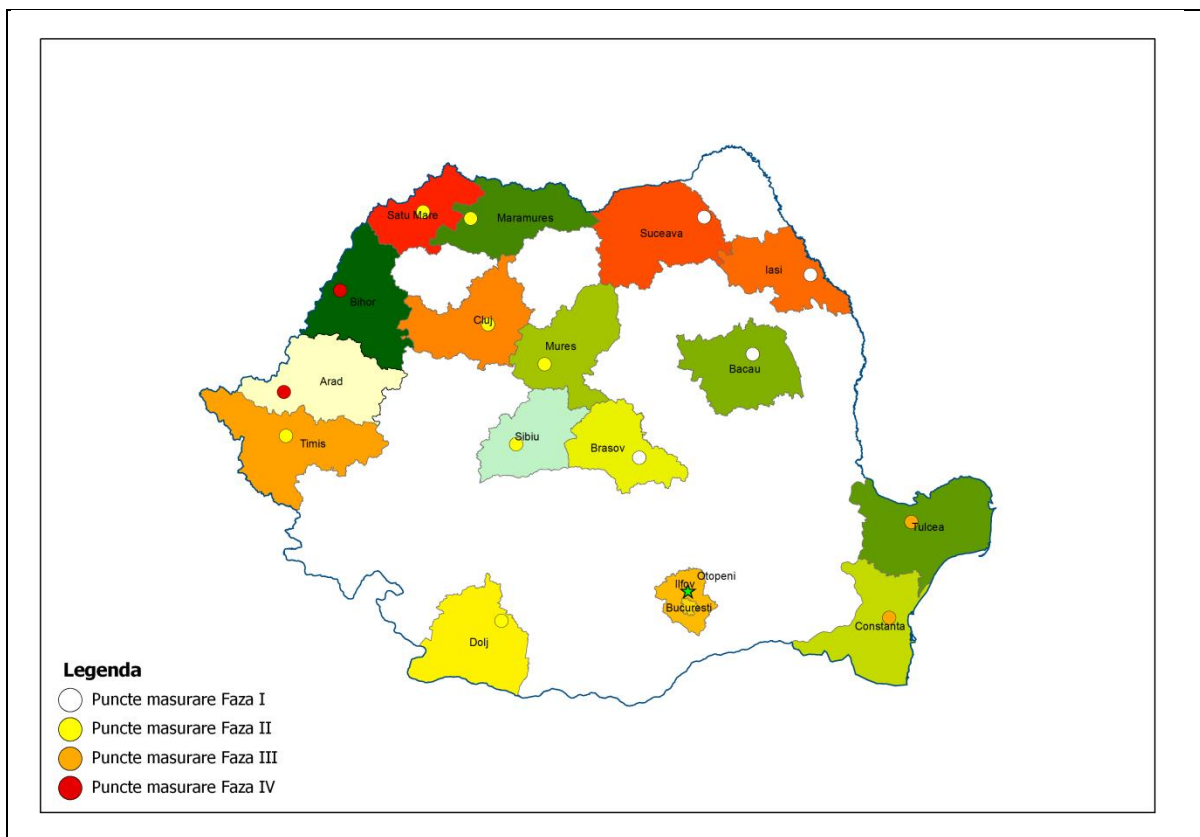 Satu Mare
Maramures
Suceava
Iasi
Bihor
Cluj
Mures
Bacau
Arad
Timis
Sibiu
Brasov
Tulcea
Otopeni
Ilfov
Bucuresti
Constanta
Dolj
Legenda
Puncte masurare Faza I
Puncte masurare Faza II
Puncte masurare Faza III
Puncte masurare Faza IV